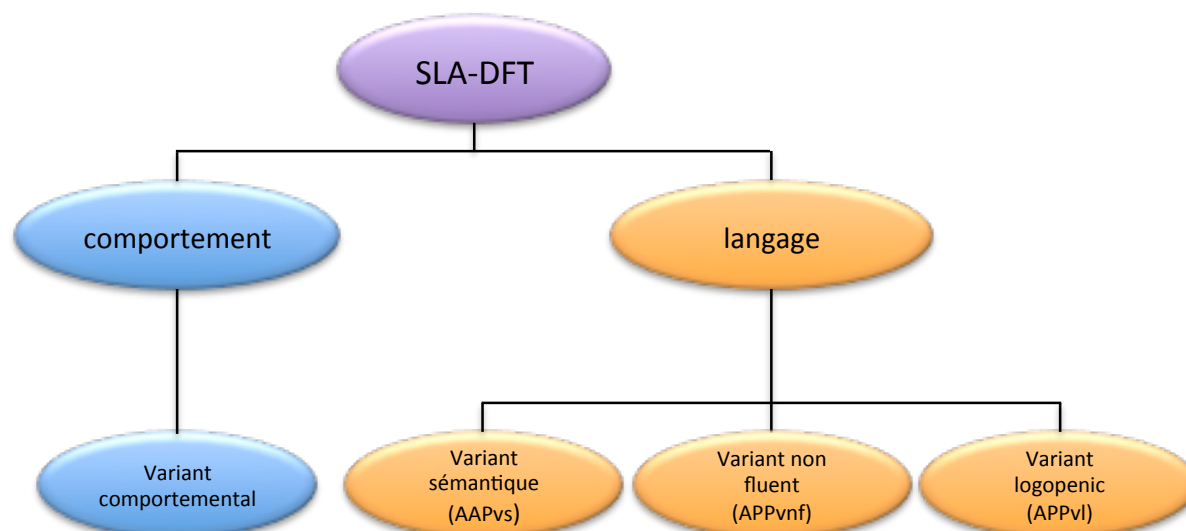 SLA-DFT
comportement
langage
Variant
comportemental
Variant
sémantique
(AAPvs)
Variant non
fluent
(APPvnf)
Variant
logopenic
(APPvl)